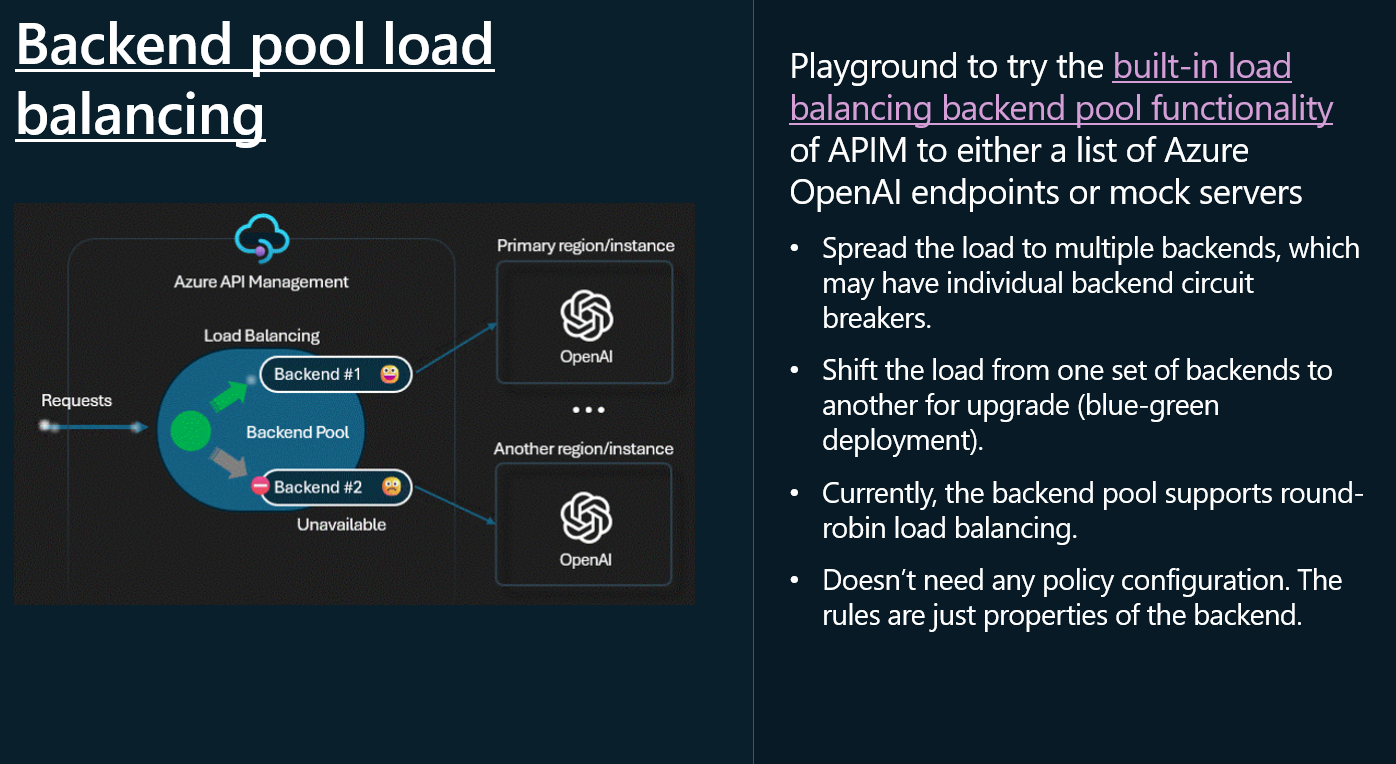 Backend pool load
balancing
Azure API Management
Load Balancing
Requests
Backend #1
Backend Pool
Backend #2
Unavailable
Primary region/instance
OpenAI
Another region/instance
OpenAI
Playground to try the built-in load
balancing backend pool functionality
of APIM to either a list of Azure
OpenAI endpoints or mock servers
• Spread the load to multiple backends, which
may have individual backend circuit
breakers.
• Shift the load from one set of backends to
another for upgrade (blue-green
deployment).
• Currently, the backend pool supports round-
robin load balancing.
• Doesn’t need any policy configuration. The
rules are just properties of the backend.